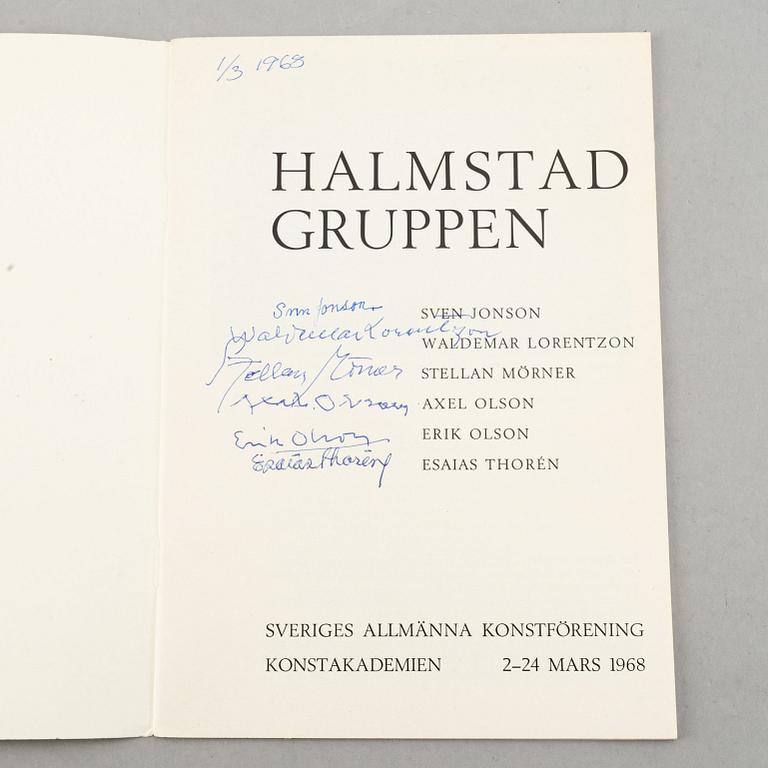 1/3 1968
HALMSTAD
GRUPPEN
Sven Jonson SVEN JONSON
Waldemar Lorentzon WALDEMAR LORENTZON
Stellan Mörner STELLAN MÖRNER
Axel Olson AXEL OLSON
Erik Olson ERIK OLSON
Esaias Thorén ESAIAS THORÉN
SVERIGES ALLMÄNNA KONSTFÖRENING
KONSTAKADEMIEN 2–24 MARS 1968